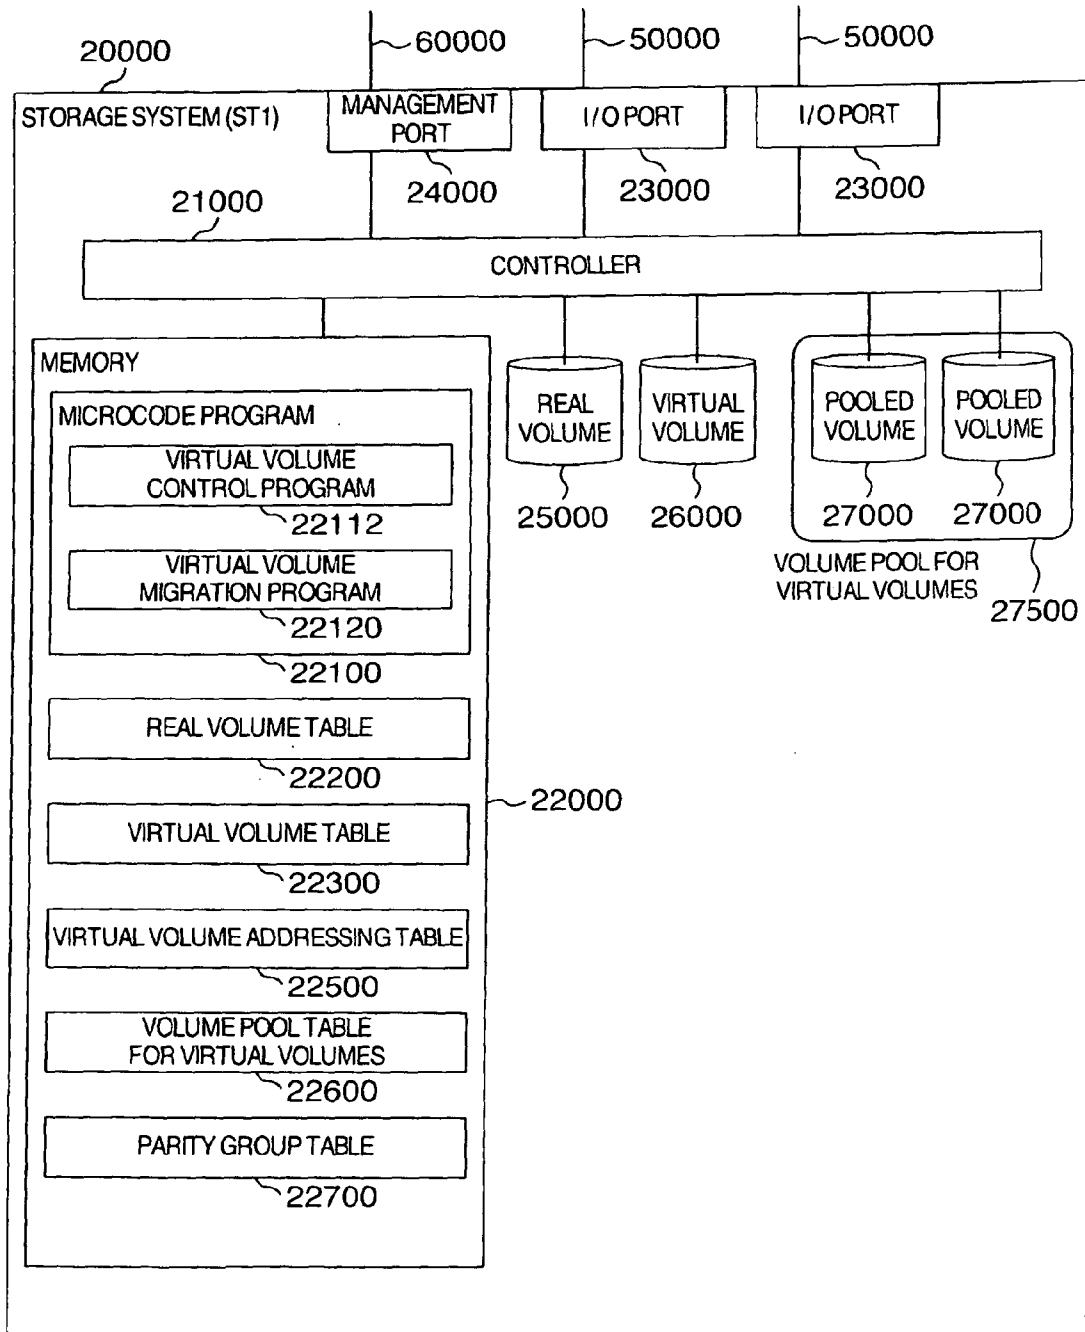 60000
50000
50000
20000
STORAGE SYSTEM (ST1)
MANAGEMENT
PORT
I/O PORT
I/O PORT
24000
23000
23000
21000
CONTROLLER
MEMORY
MICROCODE PROGRAM
VIRTUAL VOLUME
CONTROL PROGRAM
22112
VIRTUAL VOLUME
MIGRATION PROGRAM
22120
22100
REAL VOLUME TABLE
22200
VIRTUAL VOLUME TABLE
22300
VIRTUAL VOLUME ADDRESSING TABLE
22500
VOLUME POOL TABLE
FOR VIRTUAL VOLUMES
22600
PARITY GROUP TABLE
22700
22000
REAL
VOLUME
25000
VIRTUAL
VOLUME
26000
POOLED
VOLUME
27000
POOLED
VOLUME
27000
VOLUME POOL FOR
VIRTUAL VOLUMES
27500